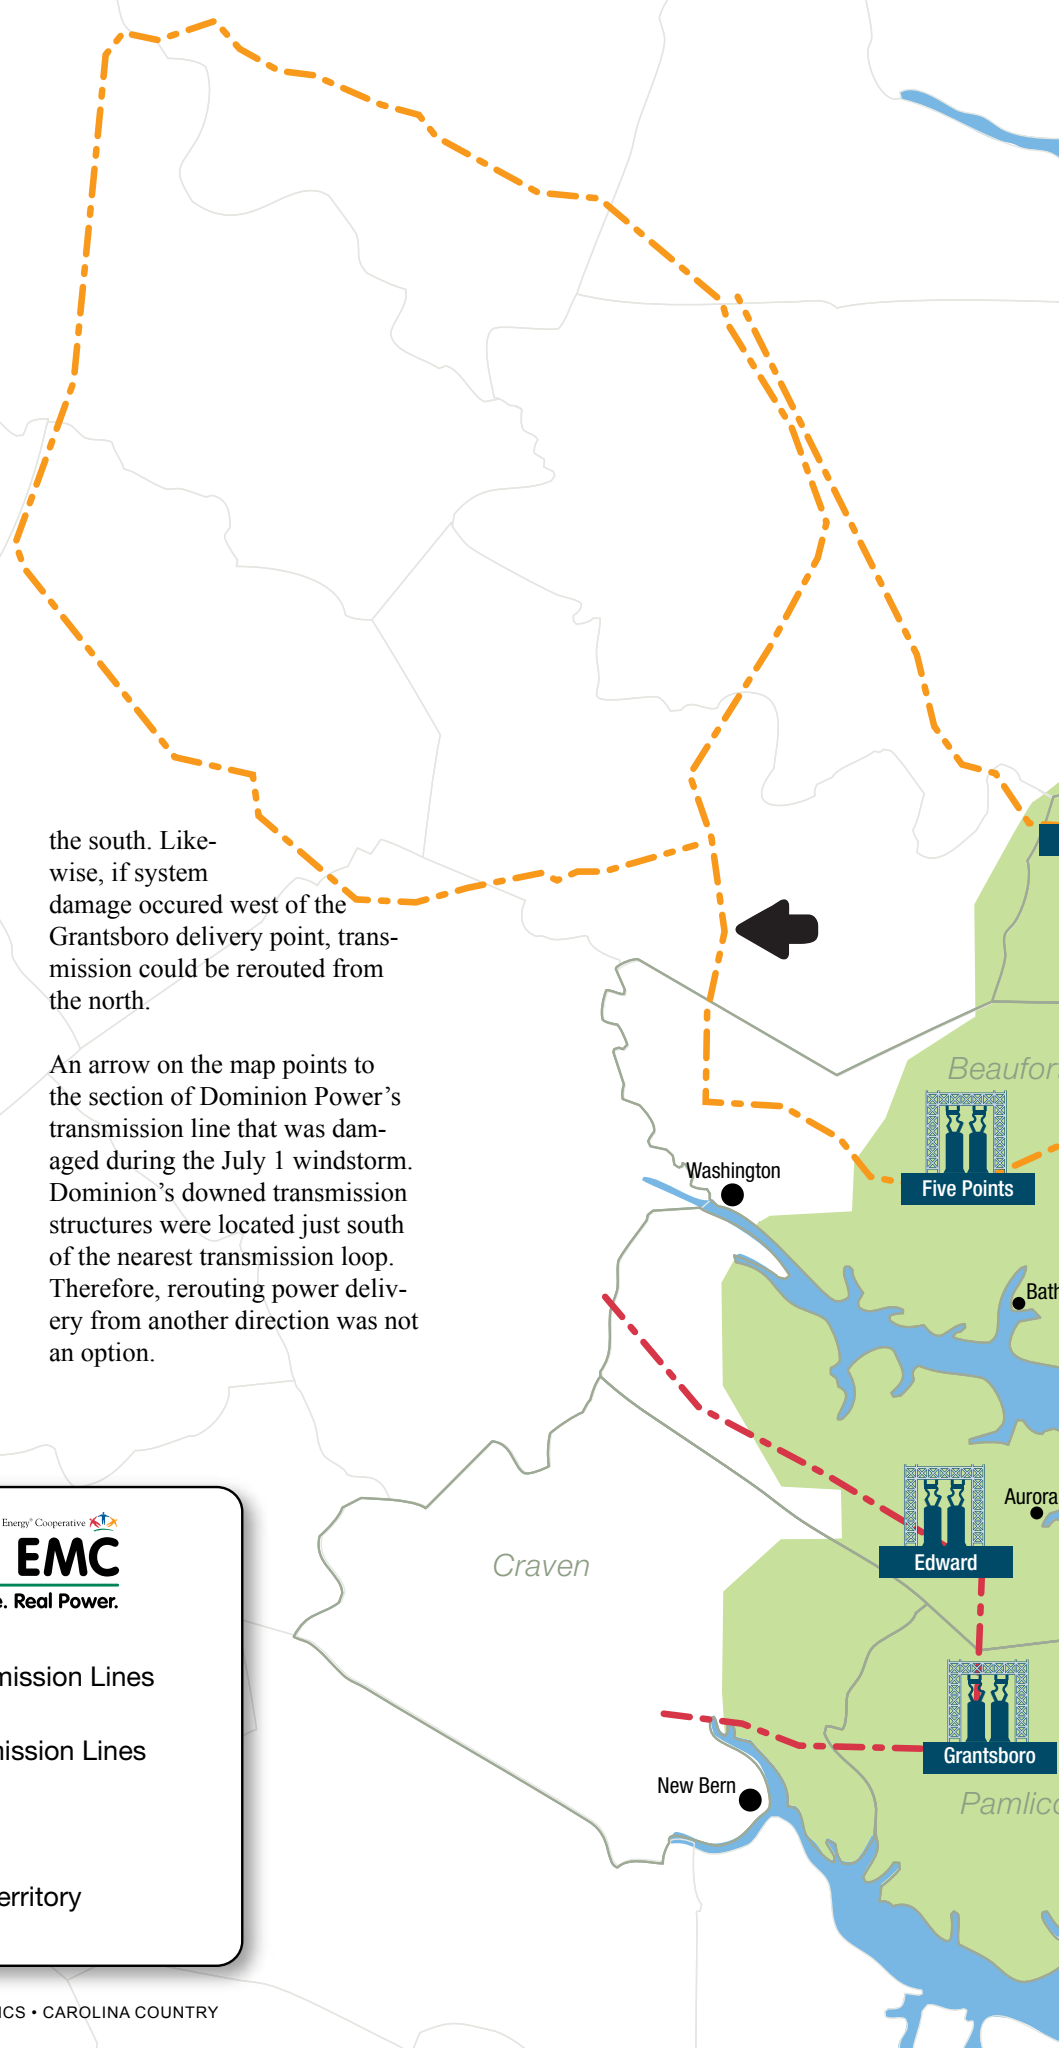 the south. Like-
wise, if system
damage occured west of the
Grantsboro delivery point, trans-
mission could be rerouted from
the north.
An arrow on the map points to
the section of Dominion Power's
transmission line that was dam-
aged during the July 1 windstorm.
Dominion's downed transmission
structures were located just south
of the nearest transmission loop.
Therefore, rerouting power deliv-
ery from another direction was not
an option.
Beaufor
Five Points
Washington
Bath
Aurora
Edward
Craven
Grantsboro
New Bern
Pamlico
Energy® Cooperative
EMC
e. Real Power.
mission Lines
nission Lines
erritory
ICS • CAROLINA COUNTRY